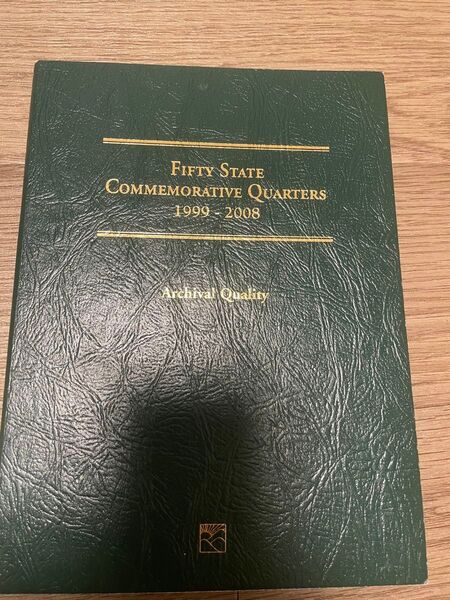 FIFTY STATE
COMMEMORATIVE QUARTERS
1999 - 2008
Archival Quality